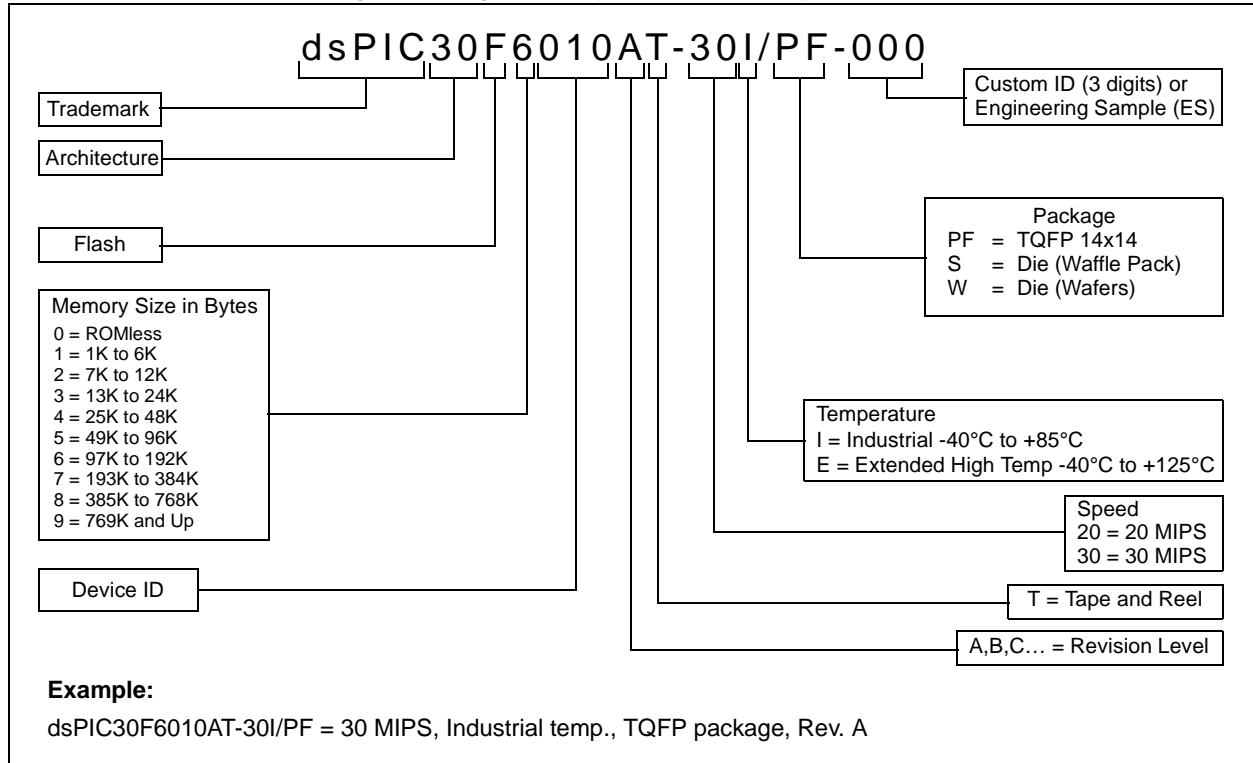 dsPIC30F6010AT-30I/PF-000
Trademark
Architecture
Flash
Memory Size in Bytes
0 = ROMless
1 = 1K to 6K
2 = 7K to 12K
3 = 13K to 24K
4 = 25K to 48K
5 = 49K to 96K
6 = 97K to 192K
7 = 193K to 384K
8 = 385K to 768K
9 = 769K and Up
Device ID
Custom ID (3 digits) or
Engineering Sample (ES)
Package
PF = TQFP 14x14
S = Die (Waffle Pack)
W = Die (Wafers)
Temperature
I = Industrial -40°C to +85°C
E = Extended High Temp -40°C to +125°C
Speed
20 = 20 MIPS
30 = 30 MIPS
T = Tape and Reel
A,B,C… = Revision Level
Example:
dsPIC30F6010AT-30I/PF = 30 MIPS, Industrial temp., TQFP package, Rev. A